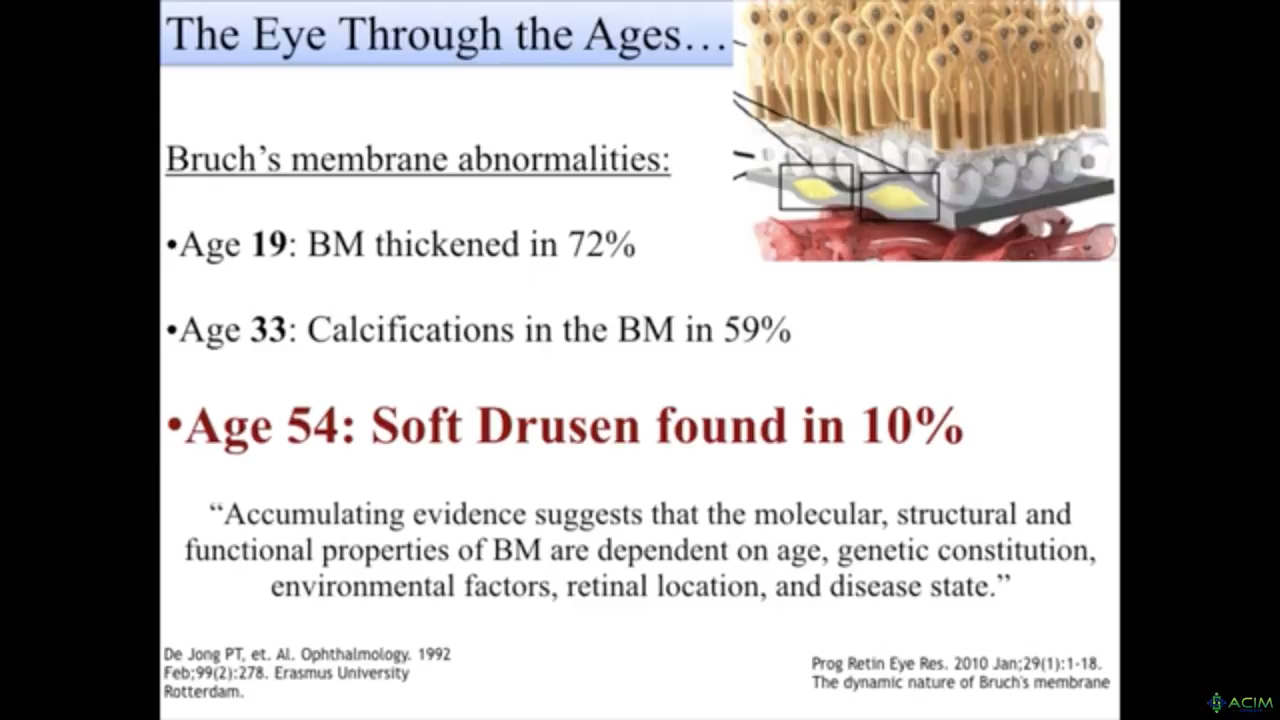 The Eye Through the Ages…
Bruch’s membrane abnormalities:
•Age 19: BM thickened in 72%
•Age 33: Calcifications in the BM in 59%
•Age 54: Soft Drusen found in 10%
“Accumulating evidence suggests that the molecular, structural and
functional properties of BM are dependent on age, genetic constitution,
environmental factors, retinal location, and disease state.”
De Jong PT, et. Al. Ophthalmology. 1992
Feb;99(2):278. Erasmus University
Rotterdam.
Prog Retin Eye Res. 2010 Jan;29(1):1-18.
The dynamic nature of Bruch's membrane
ACIM